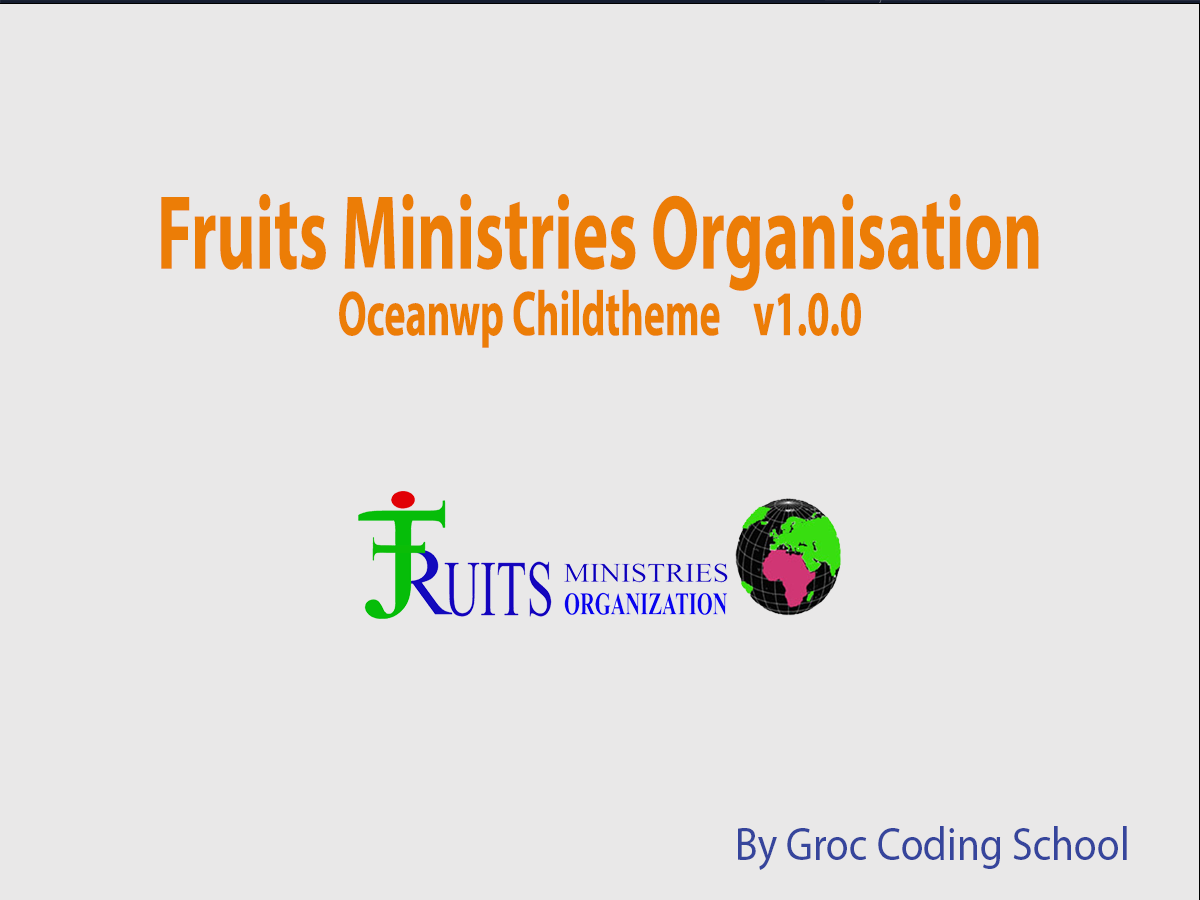 Fruits Ministries Organisation
Oceanwp Childtheme v1.0.0
FRUITS MINISTRIES
ORGANIZATION
By Groc Coding School